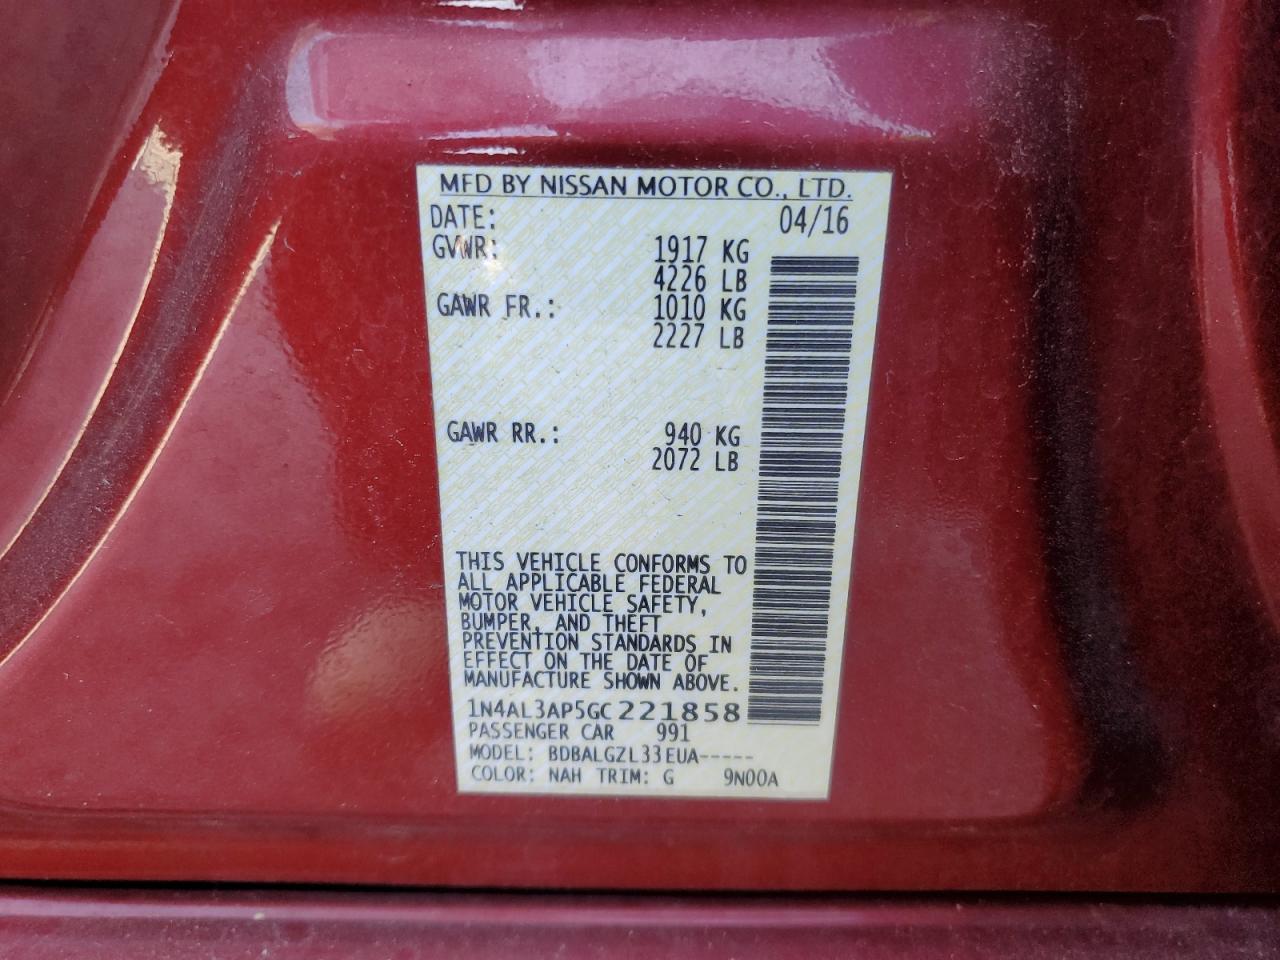 MFD BY NISSAN MOTOR CO., LTD.
DATE: 04/16
GVWR: 1917 KG
4226 LB
GAWR FR.: 1010 KG
2227 LB
GAWR RR.: 940 KG
2072 LB
THIS VEHICLE CONFORMS TO
ALL APPLICABLE FEDERAL
MOTOR VEHICLE SAFETY,
BUMPER, AND THEFT
PREVENTION STANDARDS IN
EFFECT ON THE DATE OF
MANUFACTURE SHOWN ABOVE.
1N4AL3AP5GC221858
PASSENGER CAR 991
MODEL: BDBALGZL33EUA-----
COLOR: NAH TRIM: G 9N00A